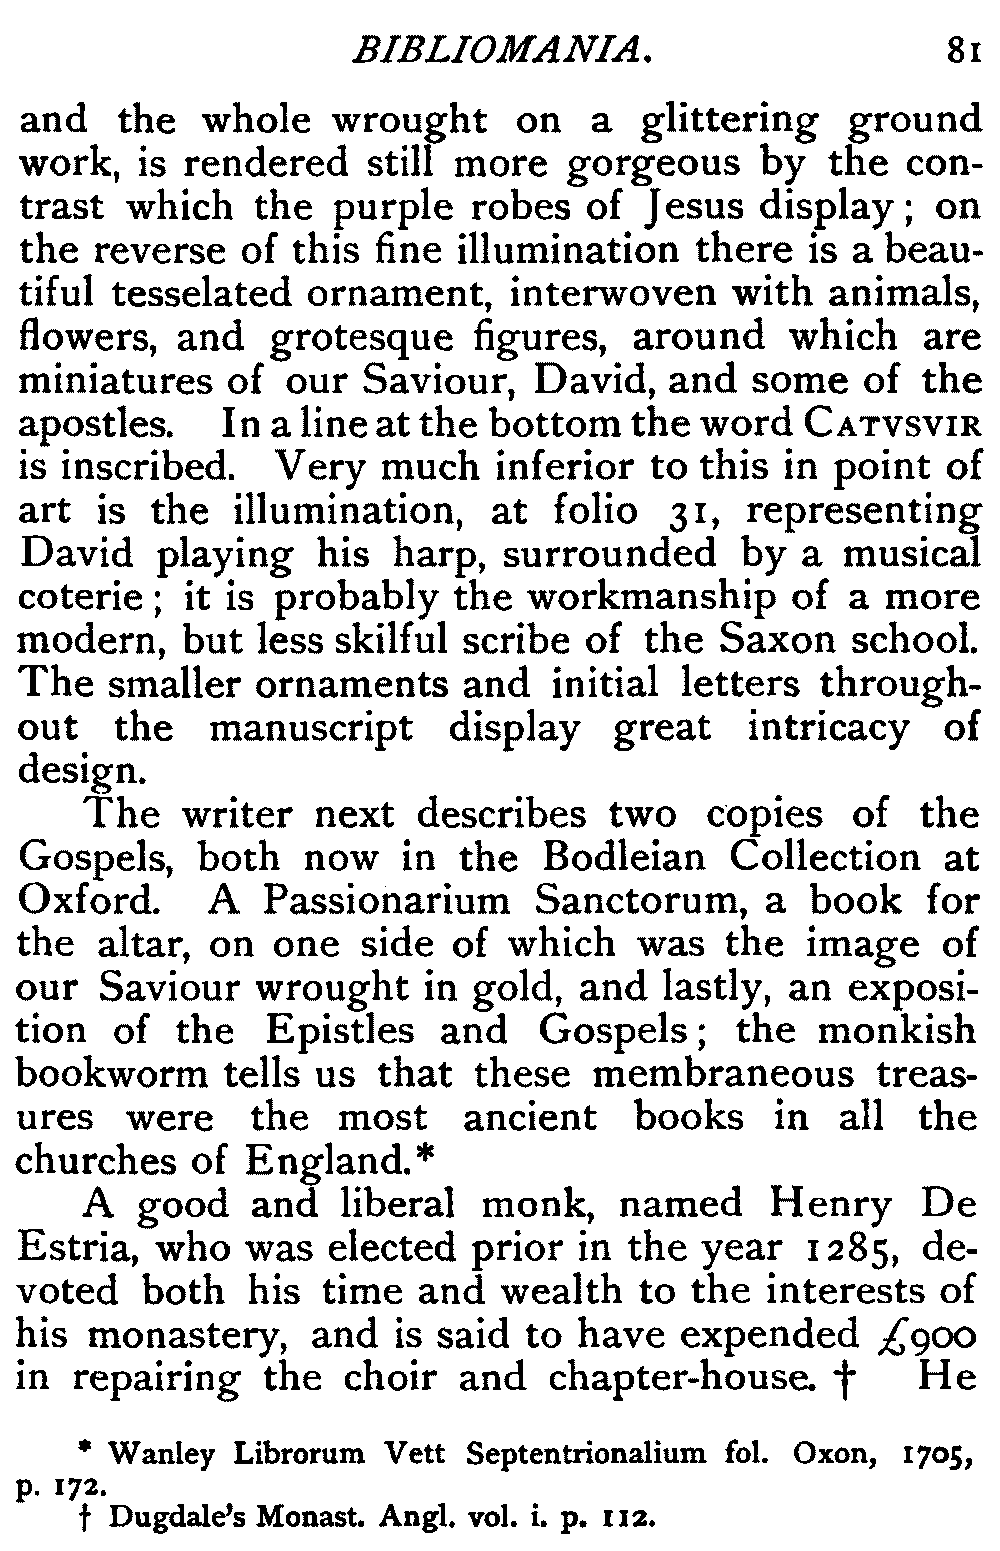 BIBLIOMANIA. 81
and the whole wrought on a glittering ground
work, is rendered still more gorgeous by the con-
trast which the purple robes of Jesus display; on
the reverse of this fine illumination there is a beau-
tiful tesselated ornament, interwoven with animals,
flowers, and grotesque figures, around which are
miniatures of our Saviour, David, and some of the
apostles. In a line at the bottom the word CATVSVIR
is inscribed. Very much inferior to this in point of
art is the illumination, at folio 31, representing
David playing his harp, surrounded by a musical
coterie; it is probably the workmanship of a more
modern, but less skilful scribe of the Saxon school.
The smaller ornaments and initial letters through-
out the manuscript display great intricacy of
design.
The writer next describes two copies of the
Gospels, both now in the Bodleian Collection at
Oxford. A Passionarium Sanctorum, a book for
the altar, on one side of which was the image of
our Saviour wrought in gold, and lastly, an exposi-
tion of the Epistles and Gospels; the monkish
bookworm tells us that these membraneous treas-
ures were the most ancient books in all the
churches of England.*
A good and liberal monk, named Henry De
Estria, who was elected prior in the year 1285, de-
voted both his time and wealth to the interests of
his monastery, and is said to have expended £900
in repairing the choir and chapter-house. † He
* Wanley Librorum Vett Septentrionalium fol. Oxon, 1705,
p. 172.
† Dugdale's Monast. Angl. vol. i. p. 112.